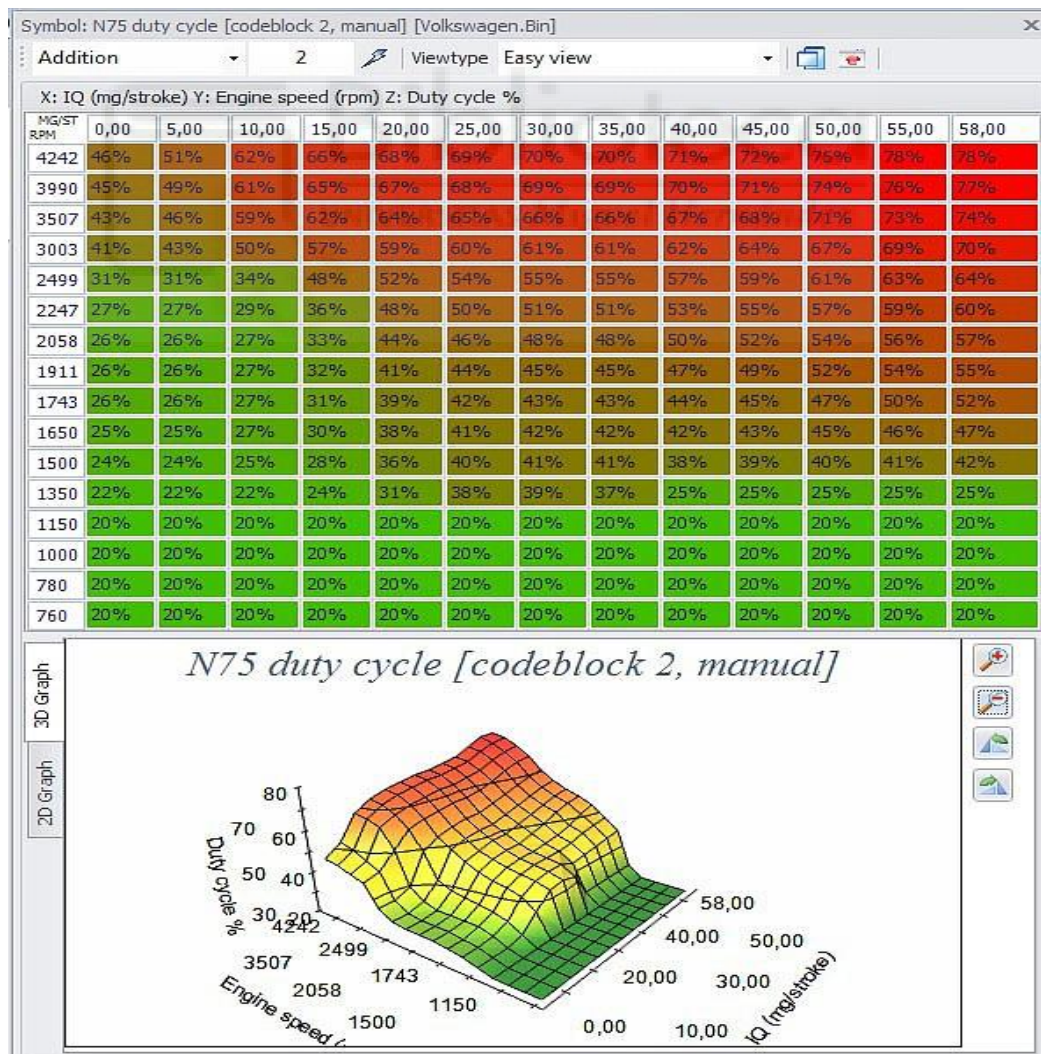 Symbol: N75 duty cycle [codeblock 2, manual] [Volkswagen.Bin]
Addition 2 Viewtype Easy view
X: IQ (mg/stroke) Y: Engine speed (rpm) Z: Duty cycle %
MG/ST
RPM 0,00 5,00 10,00 15,00 20,00 25,00 30,00 35,00 40,00 45,00 50,00 55,00 58,00
4242 46% 51% 62% 66% 68% 69% 70% 70% 71% 72% 76% 78% 78%
3990 45% 49% 61% 65% 67% 68% 69% 69% 70% 71% 74% 76% 77%
3507 43% 46% 59% 62% 64% 65% 66% 66% 67% 68% 71% 73% 74%
3003 41% 43% 50% 57% 59% 60% 61% 61% 62% 64% 67% 69% 70%
2499 31% 31% 34% 48% 52% 54% 55% 55% 57% 59% 61% 63% 64%
2247 27% 27% 29% 36% 48% 50% 51% 51% 53% 55% 57% 59% 60%
2058 26% 26% 27% 33% 44% 46% 48% 48% 50% 52% 54% 56% 57%
1911 26% 26% 27% 32% 41% 44% 45% 45% 47% 49% 52% 54% 55%
1743 26% 26% 27% 31% 39% 42% 43% 43% 44% 45% 47% 50% 52%
1650 25% 25% 27% 30% 38% 41% 42% 42% 42% 43% 45% 46% 47%
1500 24% 24% 25% 28% 36% 40% 41% 41% 38% 39% 40% 41% 42%
1350 22% 22% 22% 24% 31% 38% 39% 37% 25% 25% 25% 25% 25%
1150 20% 20% 20% 20% 20% 20% 20% 20% 20% 20% 20% 20% 20%
1000 20% 20% 20% 20% 20% 20% 20% 20% 20% 20% 20% 20% 20%
780 20% 20% 20% 20% 20% 20% 20% 20% 20% 20% 20% 20% 20%
760 20% 20% 20% 20% 20% 20% 20% 20% 20% 20% 20% 20% 20%
3D Graph
2D Graph
N75 duty cycle [codeblock 2, manual]
Duty cycle %
80
70 60
50 40
30 20
4242
2499
3507
1743
2058
1150
1500
Engine speed (
58,00
40,00 50,00
20,00 30,00
0,00 10,00
IQ (mg/stroke)